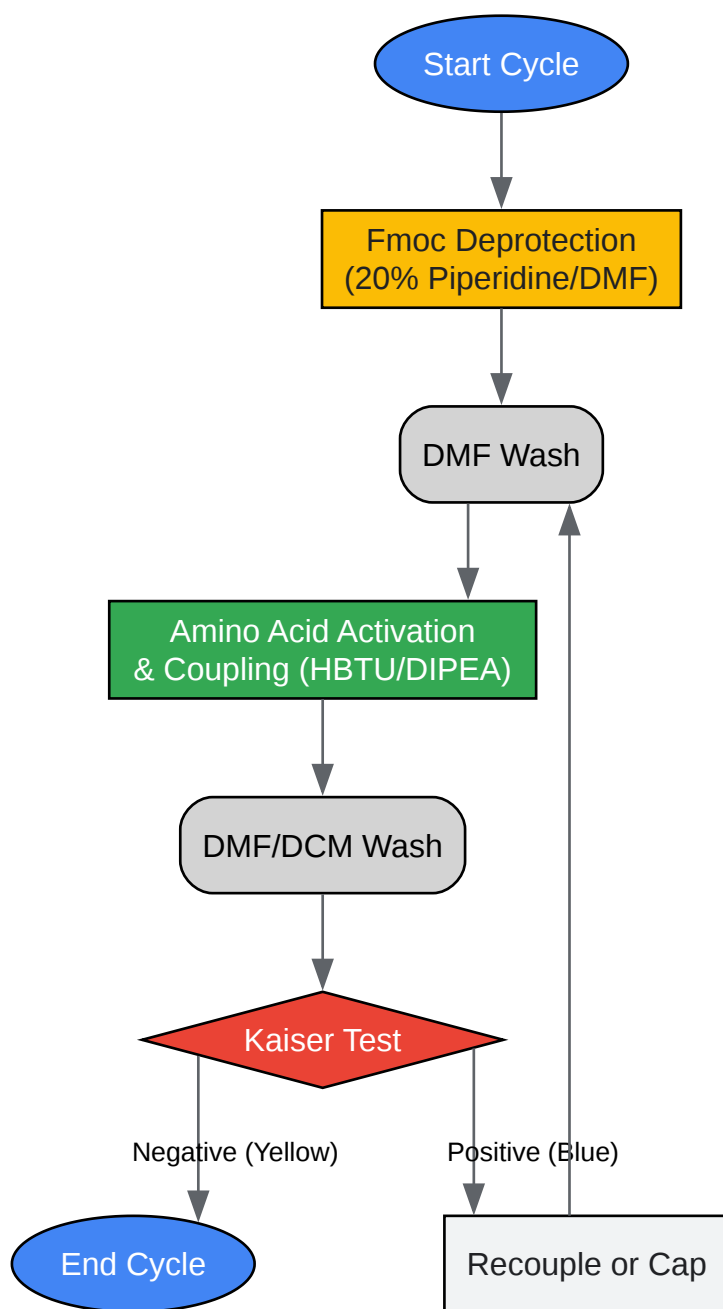 Start Cycle
Fmoc Deprotection
(20% Piperidine/DMF)
DMF Wash
Amino Acid Activation
& Coupling (HBTU/DIPEA)
DMF/DCM Wash
Kaiser Test
Negative (Yellow)
Positive (Blue)
End Cycle
Recouple or Cap